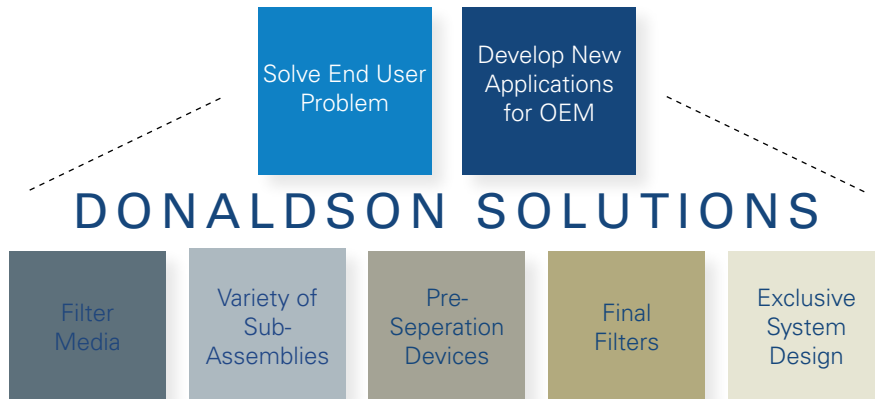 Solve End User
Problem
Develop New
Applications
for OEM
DONALDSON SOLUTIONS
Filter
Media
Variety of
Sub-
Assemblies
Pre-
Seperation
Devices
Final
Filters
Exclusive
System
Design